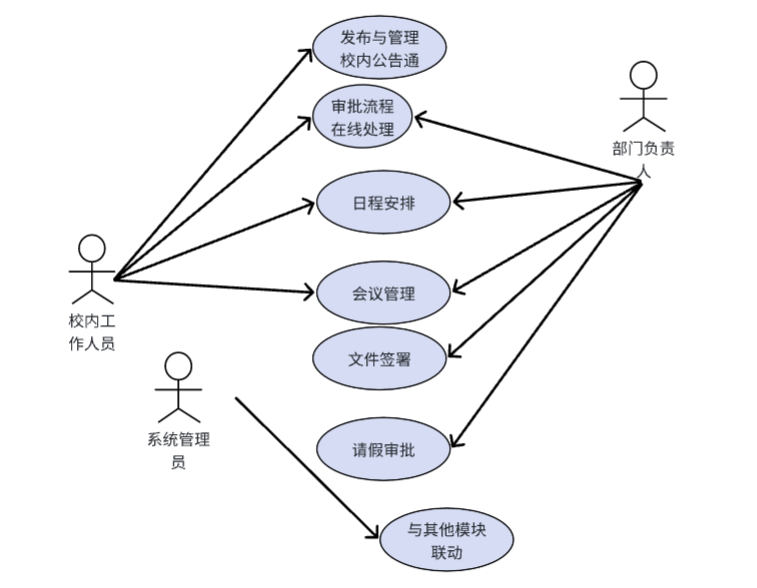 发布与管理
校内公告通
审批流程
在线处理
部门负责
人
日程安排
会议管理
校内工
作人员
文件签署
系统管理
员
请假审批
与其他模块
联动